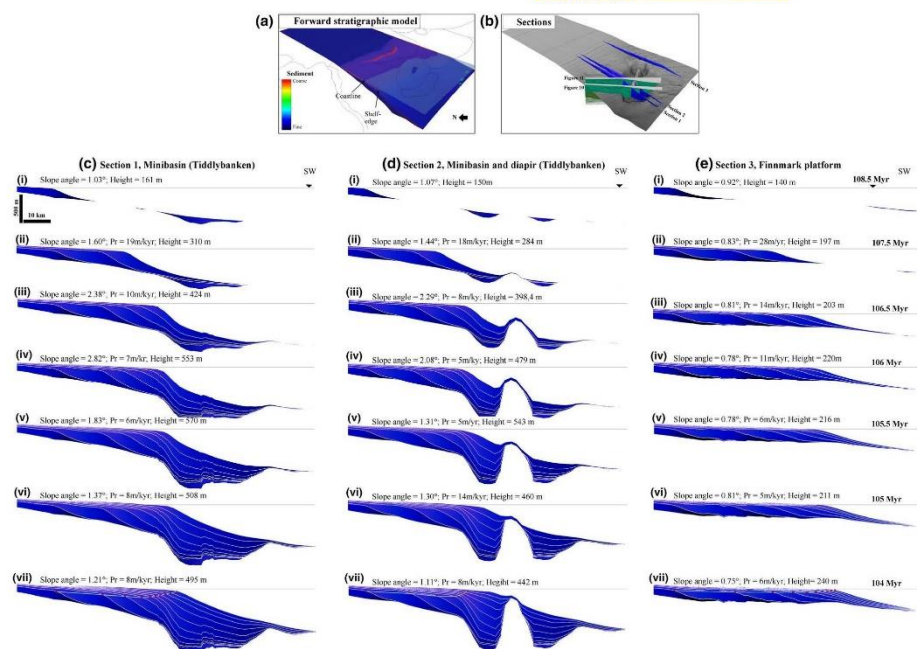 (a) Forward stratigraphic model
Sediment
Coarse
Fine
Coastline
Shelf-
edge
N
(b) Sections
Figure 10
Section 3
Section 2
Section 1
(c) Section 1, Minibasin (Tiddlybanken)
SW
(i) Slope angle = 1.03°; Height = 161 m
500 m
10 km
(ii) Slope angle = 1.60°; Pr = 19m/kyr; Height = 310 m
(iii) Slope angle = 2.38°; Pr = 10m/kyr; Height = 424 m
(iv) Slope angle = 2.82°; Pr = 7m/kr; Height = 553 m
(v) Slope angle = 1.83°; Pr = 6m/kyr; Height = 570 m
(vi) Slope angle = 1.37°; Pr = 8m/kyr; Height = 508 m
(vii) Slope angle = 1.21°; Pr = 8m/kyr; Height = 495 m
(d) Section 2, Minibasin and diapir (Tiddlybanken)
SW
(i) Slope angle = 1.07°; Height = 150m
(ii) Slope angle = 1.44°; Pr = 18m/kyr; Height = 284 m
(iii) Slope angle = 2.29°; Pr = 8m/ky; Height = 398,4 m
(iv) Slope angle = 2.08°; Pr = 5m/ky; Height = 479 m
(v) Slope angle = 1.31°; Pr = 5m/yr; Height = 543 m
(vi) Slope angle = 1.30°; Pr = 14m/kyr; Height = 460 m
(vii) Slope angle = 1.11°; Pr = 8m/kyr; Hegiht = 442 m
(e) Section 3, Finnmark platform
SW
(i) Slope angle = 0.92°; Height = 140 m
108.5 Myr
(ii) Slope angle = 0.83°; Pr = 28m/yr; Height = 197 m
107.5 Myr
(iii) Slope angle = 0.81°; Pr = 14m/kyr; Height = 203 m
106.5 Myr
(iv) Slope angle = 0.78°; Pr = 11m/kyr; Height = 220m
106 Myr
(v) Slope angle = 0.78°; Pr = 6m/kyr; Height = 216 m
105.5 Myr
(vi) Slope angle = 0.81°; Pr = 5m/kyr; Height = 211 m
105 Myr
(vii) Slope angle = 0.75°; Pr = 6m/kyr; Height= 240 m
104 Myr